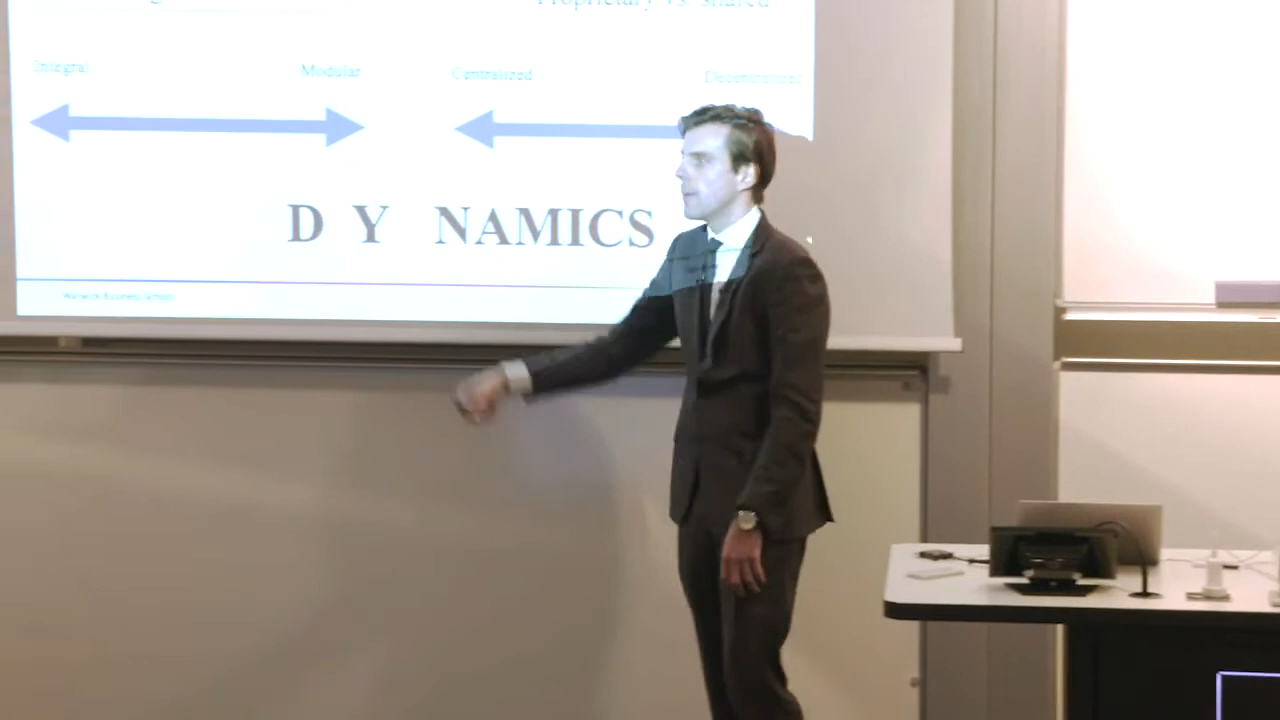 Proprietary vs. shared
Integral Modular Centralized Decentralized
D Y NAMICS
Warwick Business School